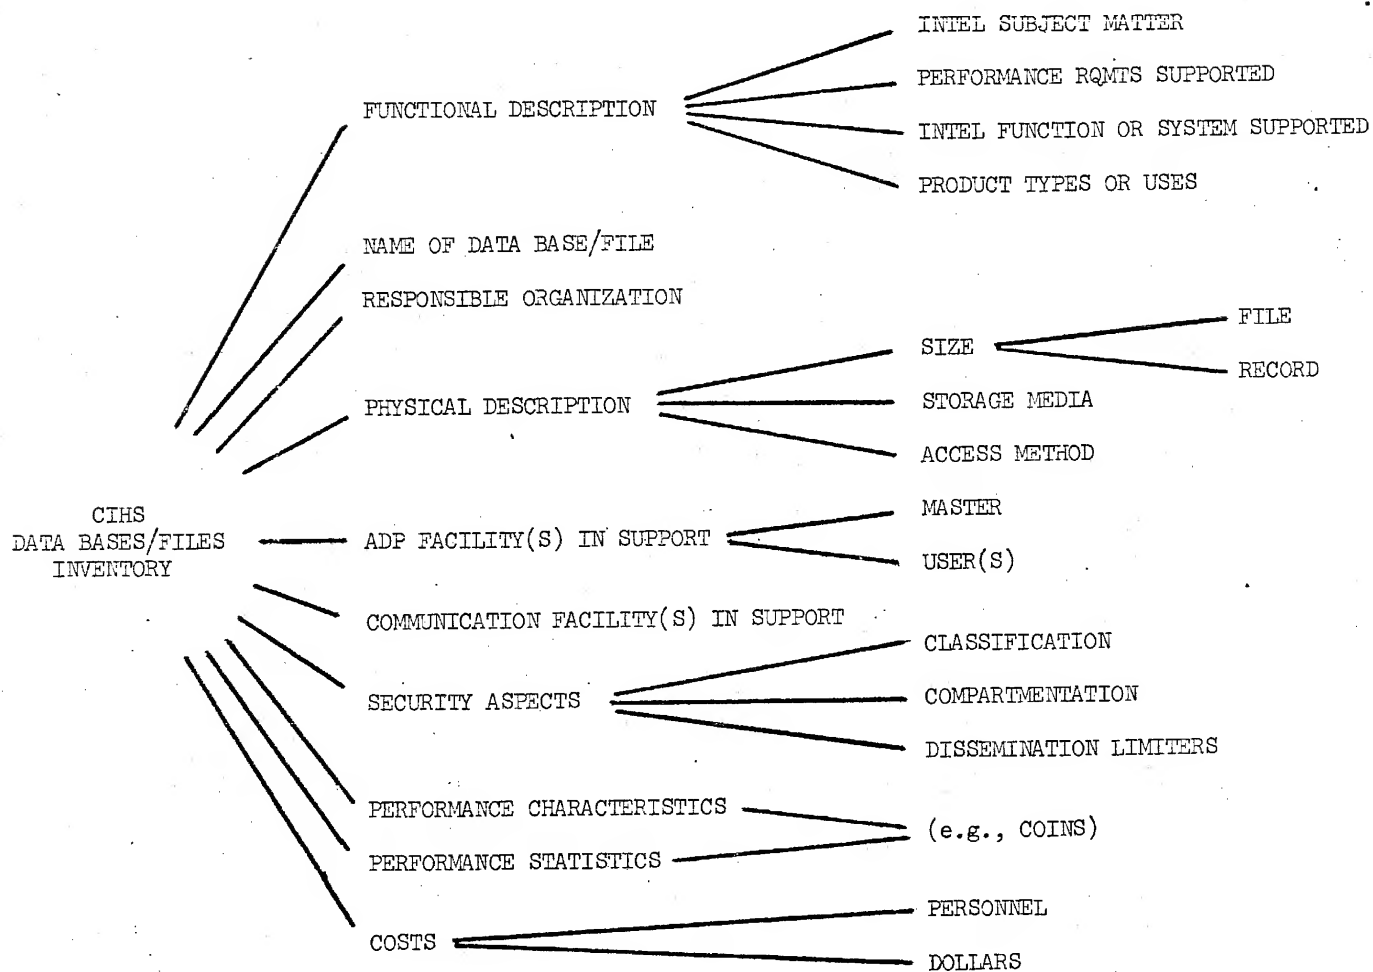 INTEL SUBJECT MATTER
PERFORMANCE RQMTS SUPPORTED
FUNCTIONAL DESCRIPTION
INTEL FUNCTION OR SYSTEM SUPPORTED
PRODUCT TYPES OR USES
NAME OF DATA BASE/FILE
RESPONSIBLE ORGANIZATION
FILE
SIZE
RECORD
PHYSICAL DESCRIPTION
STORAGE MEDIA
ACCESS METHOD
MASTER
CIHS
DATA BASES/FILES
INVENTORY
ADP FACILITY(S) IN SUPPORT
USER(S)
COMMUNICATION FACILITY(S) IN SUPPORT
CLASSIFICATION
SECURITY ASPECTS
COMPARTMENTATION
DISSEMINATION LIMITERS
PERFORMANCE CHARACTERISTICS
(e.g., COINS)
PERFORMANCE STATISTICS
PERSONNEL
COSTS
DOLLARS